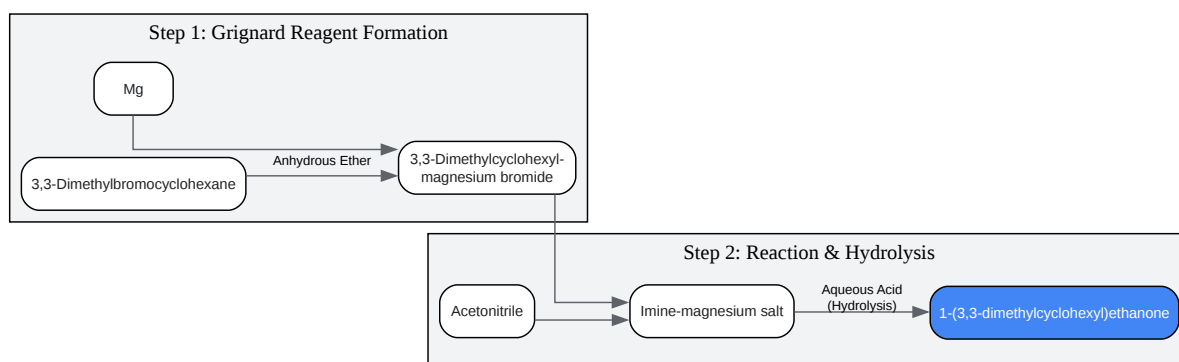 Step 1: Grignard Reagent Formation
Mg
Anhydrous Ether
3,3-Dimethylbromocyclohexane
3,3-Dimethylcyclohexyl-
magnesium bromide
Step 2: Reaction & Hydrolysis
Acetonitrile
Imine-magnesium salt
Aqueous Acid
(Hydrolysis)
1-(3,3-dimethylcyclohexyl)ethanone